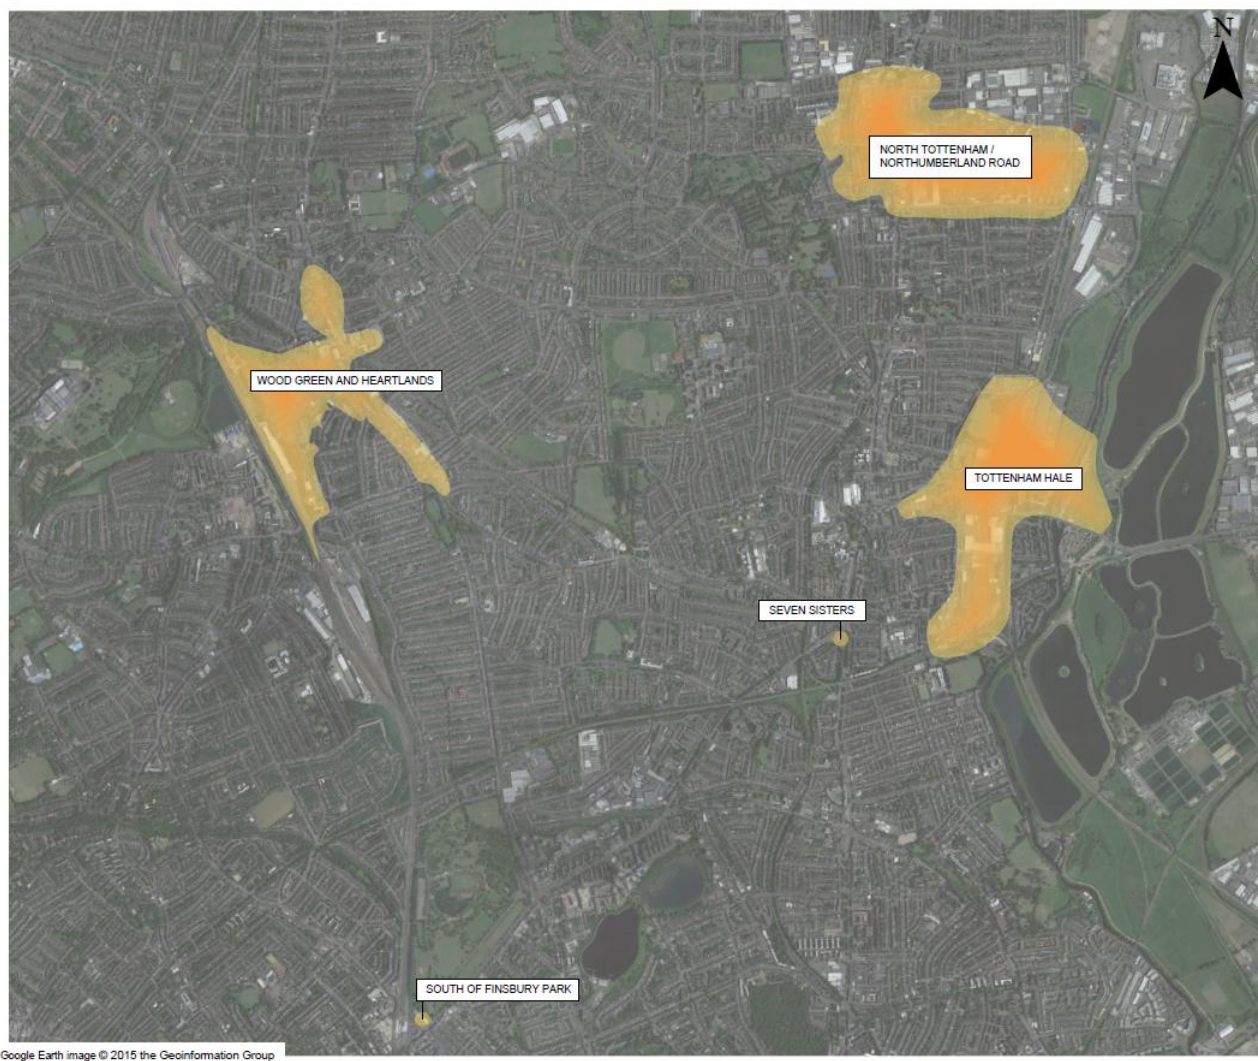 N
NORTH TOTTENHAM /
NORTHUMBERLAND ROAD
WOOD GREEN AND HEARTLANDS
TOTTENHAM HALE
SEVEN SISTERS
SOUTH OF FINSBURY PARK
Google Earth image © 2015 the Geoinformation Group